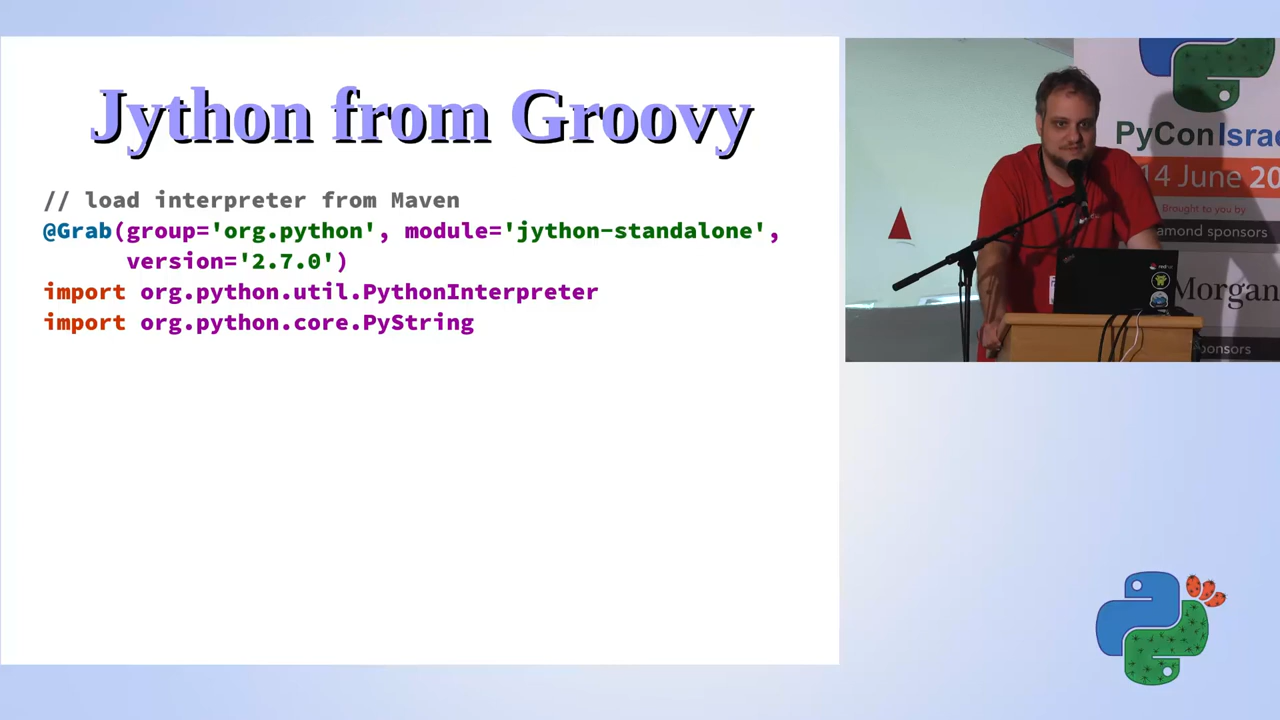 Jython from Groovy
// load interpreter from Maven
@Grab(group='org.python', module='jython-standalone',
version='2.7.0')
import org.python.util.PythonInterpreter
import org.python.core.PyString
PyCon Israe
14 June 20
Brought to you by
amond sponsors
Morgan
ponsors